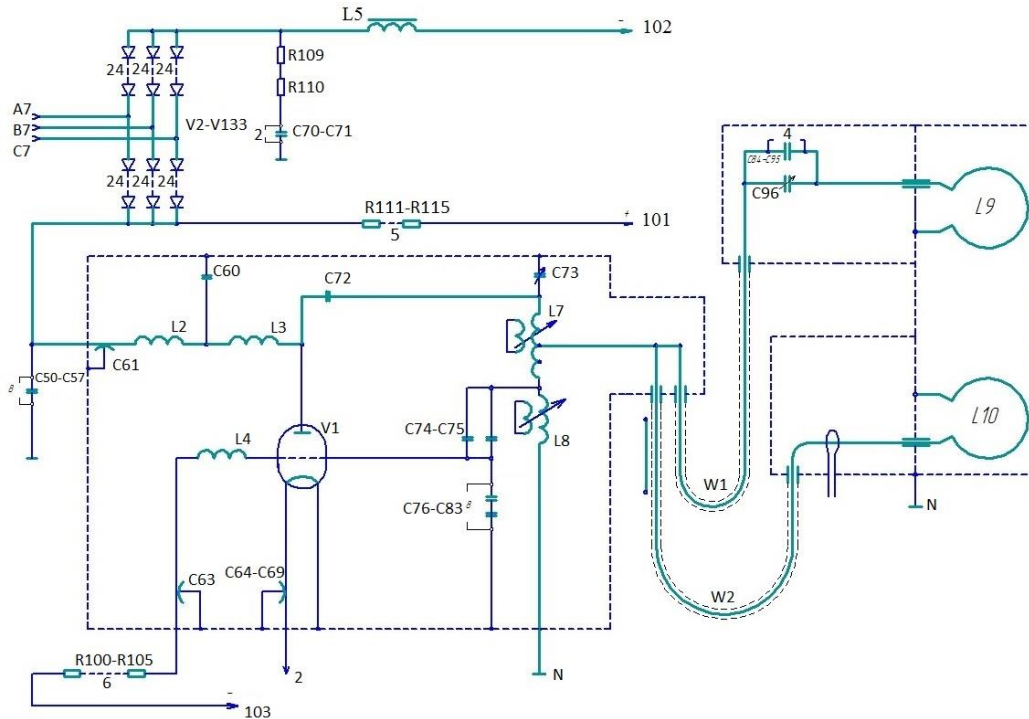 L5
- 102
R109
24 24 24
R110
A7
B7
C7
V2-V133
2 C70-C71
4
C84-C95
C96
L9
24 24 24
R111-R115
+ 101
5
C60
C72
C73
L7
L2
L3
C61
8 C50-C57
V1
L4
C74-C75
L8
L10
C76-C83 8
W1
N
C63
C64-C69
W2
R100-R105
6
2
N
- 103